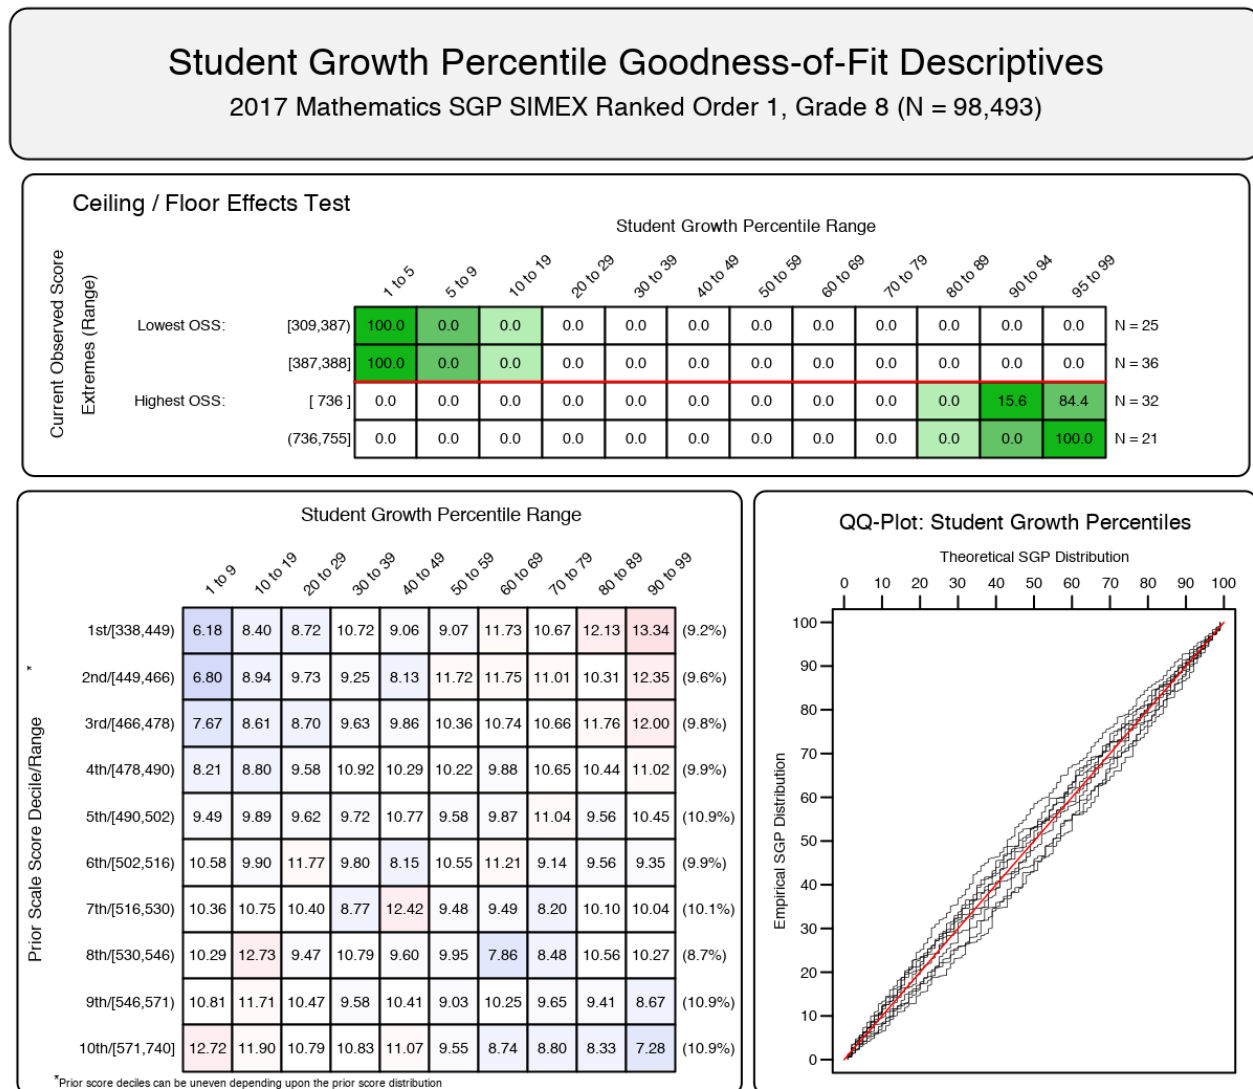 Student Growth Percentile Goodness-of-Fit Descriptives
2017 Mathematics SGP SIMEX Ranked Order 1, Grade 8 (N = 98,493)
Ceiling / Floor Effects Test
Student Growth Percentile Range
Current Observed Score
Extremes (Range)
1 to 5 5 to 9 10 to 19 20 to 29 30 to 39 40 to 49 50 to 59 60 to 69 70 to 79 80 to 89 90 to 94 95 to 99
Lowest OSS: [309,387) 100.0 0.0 0.0 0.0 0.0 0.0 0.0 0.0 0.0 0.0 0.0 0.0 N = 25
[387,388] 100.0 0.0 0.0 0.0 0.0 0.0 0.0 0.0 0.0 0.0 0.0 0.0 N = 36
Highest OSS: [ 736 ] 0.0 0.0 0.0 0.0 0.0 0.0 0.0 0.0 0.0 0.0 15.6 84.4 N = 32
(736,755] 0.0 0.0 0.0 0.0 0.0 0.0 0.0 0.0 0.0 0.0 0.0 100.0 N = 21
Student Growth Percentile Range
Prior Scale Score Decile/Range *
1 to 9 10 to 19 20 to 29 30 to 39 40 to 49 50 to 59 60 to 69 70 to 79 80 to 89 90 to 99
1st/[338,449) 6.18 8.40 8.72 10.72 9.06 9.07 11.73 10.67 12.13 13.34 (9.2%)
2nd/[449,466) 6.80 8.94 9.73 9.25 8.13 11.72 11.75 11.01 10.31 12.35 (9.6%)
3rd/[466,478) 7.67 8.61 8.70 9.63 9.86 10.36 10.74 10.66 11.76 12.00 (9.8%)
4th/[478,490) 8.21 8.80 9.58 10.92 10.29 10.22 9.88 10.65 10.44 11.02 (9.9%)
5th/[490,502) 9.49 9.89 9.62 9.72 10.77 9.58 9.87 11.04 9.56 10.45 (10.9%)
6th/[502,516) 10.58 9.90 11.77 9.80 8.15 10.55 11.21 9.14 9.56 9.35 (9.9%)
7th/[516,530) 10.36 10.75 10.40 8.77 12.42 9.48 9.49 8.20 10.10 10.04 (10.1%)
8th/[530,546) 10.29 12.73 9.47 10.79 9.60 9.95 7.86 8.48 10.56 10.27 (8.7%)
9th/[546,571) 10.81 11.71 10.47 9.58 10.41 9.03 10.25 9.65 9.41 8.67 (10.9%)
10th/[571,740] 12.72 11.90 10.79 10.83 11.07 9.55 8.74 8.80 8.33 7.28 (10.9%)
*Prior score deciles can be uneven depending upon the prior score distribution
QQ-Plot: Student Growth Percentiles
Theoretical SGP Distribution
0 10 20 30 40 50 60 70 80 90 100
Empirical SGP Distribution
100
90
80
70
60
50
40
30
20
10
0